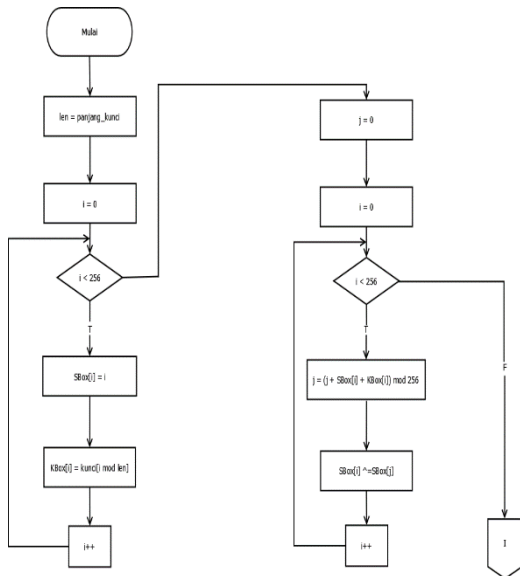 Mulai
len = panjang_kunci
i = 0
i < 256
T
SBox[i] = i
KBox[i] = kunci[i mod len]
i++
j = 0
i = 0
i < 256
T
F
j = (j + SBox[i] + KBox[i]) mod 256
SBox[i] ^=SBox[j]
i++
I